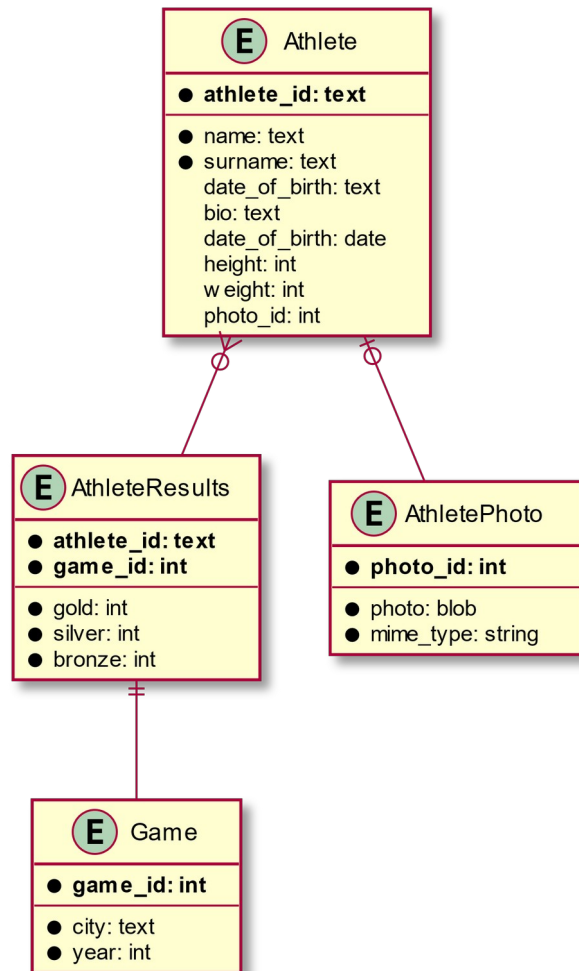 E Athlete
athlete_id: text
name: text
surname: text
date_of_birth: text
bio: text
date_of_birth: date
height: int
weight: int
photo_id: int
E AthleteResults
athlete_id: text
game_id: int
gold: int
silver: int
bronze: int
E AthletePhoto
photo_id: int
photo: blob
mime_type: string
E Game
game_id: int
city: text
year: int